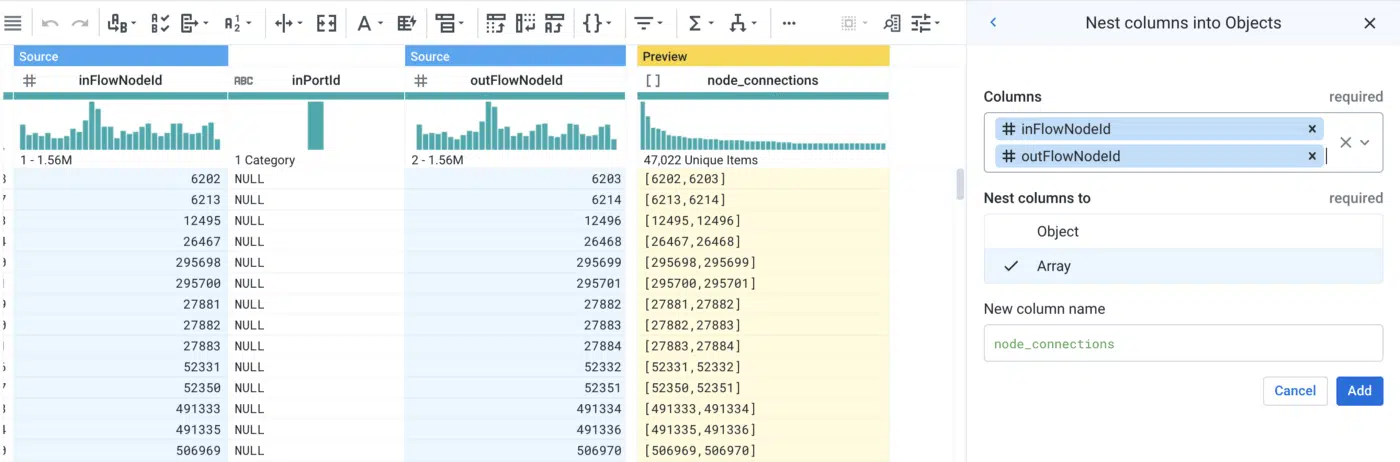 Nest columns into Objects
Source Source Preview
# inFlowNodeId ABC inPortId # outFlowNodeId [ ] node_connections
1 - 1.56M 1 Category 2 - 1.56M 47,022 Unique Items
6202 NULL 6203 [6202,6203]
6213 NULL 6214 [6213,6214]
12495 NULL 12496 [12495,12496]
26467 NULL 26468 [26467,26468]
295698 NULL 295699 [295698,295699]
295700 NULL 295701 [295700,295701]
27881 NULL 27882 [27881,27882]
27882 NULL 27883 [27882,27883]
27883 NULL 27884 [27883,27884]
52331 NULL 52332 [52331,52332]
52350 NULL 52351 [52350,52351]
491333 NULL 491334 [491333,491334]
491335 NULL 491336 [491335,491336]
506969 NULL 506970 [506969,506970]
Columns required
# inFlowNodeId
# outFlowNodeId
Nest columns to required
Object
Array
New column name
node_connections
Cancel Add